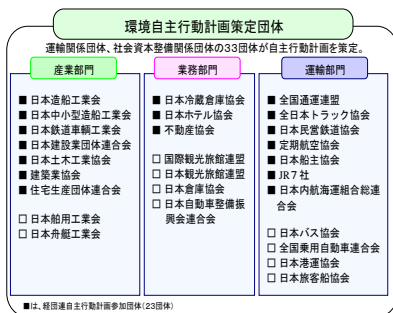 環境自主行動計画策定団体
運輸関係団体、社会資本整備関係団体の33団体が自主行動計画を策定。
産業部門
■ 日本造船工業会
■ 日本中小型造船工業会
■ 日本鉄道車輌工業会
■ 日本建設業団体連合会
■ 日本土木工業協会
■ 建築業協会
■ 住宅生産団体連合会
□ 日本舶用工業会
□ 日本舟艇工業会
業務部門
■ 日本冷蔵倉庫協会
■ 日本ホテル協会
■ 不動産協会
□ 国際観光旅館連盟
□ 日本観光旅館連盟
□ 日本倉庫協会
□ 日本自動車整備振
興会連合会
運輸部門
■ 全国通運連盟
■ 全日本トラック協会
■ 日本民営鉄道協会
■ 定期航空協会
■ 日本船主協会
■ JR7社
■ 日本内航海運組合総連
合会
□ 日本バス協会
□ 全国乗用自動車連合会
□ 日本港運協会
□ 日本旅客船協会
■は、経団連自主行動計画参加団体(23団体)